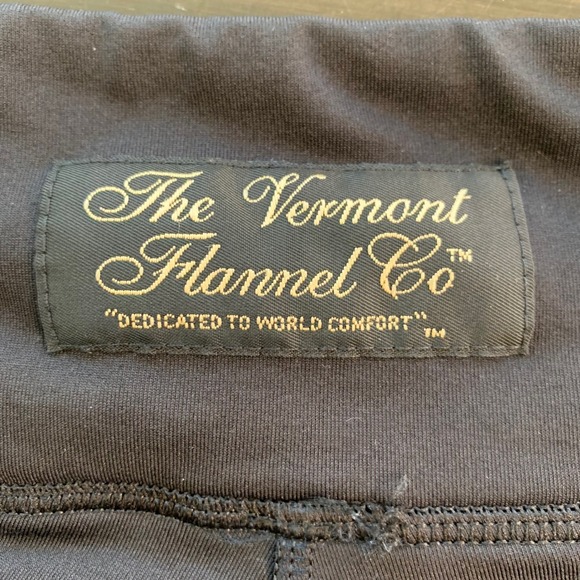 The Vermont
Flannel Co™
"DEDICATED TO WORLD COMFORT"™